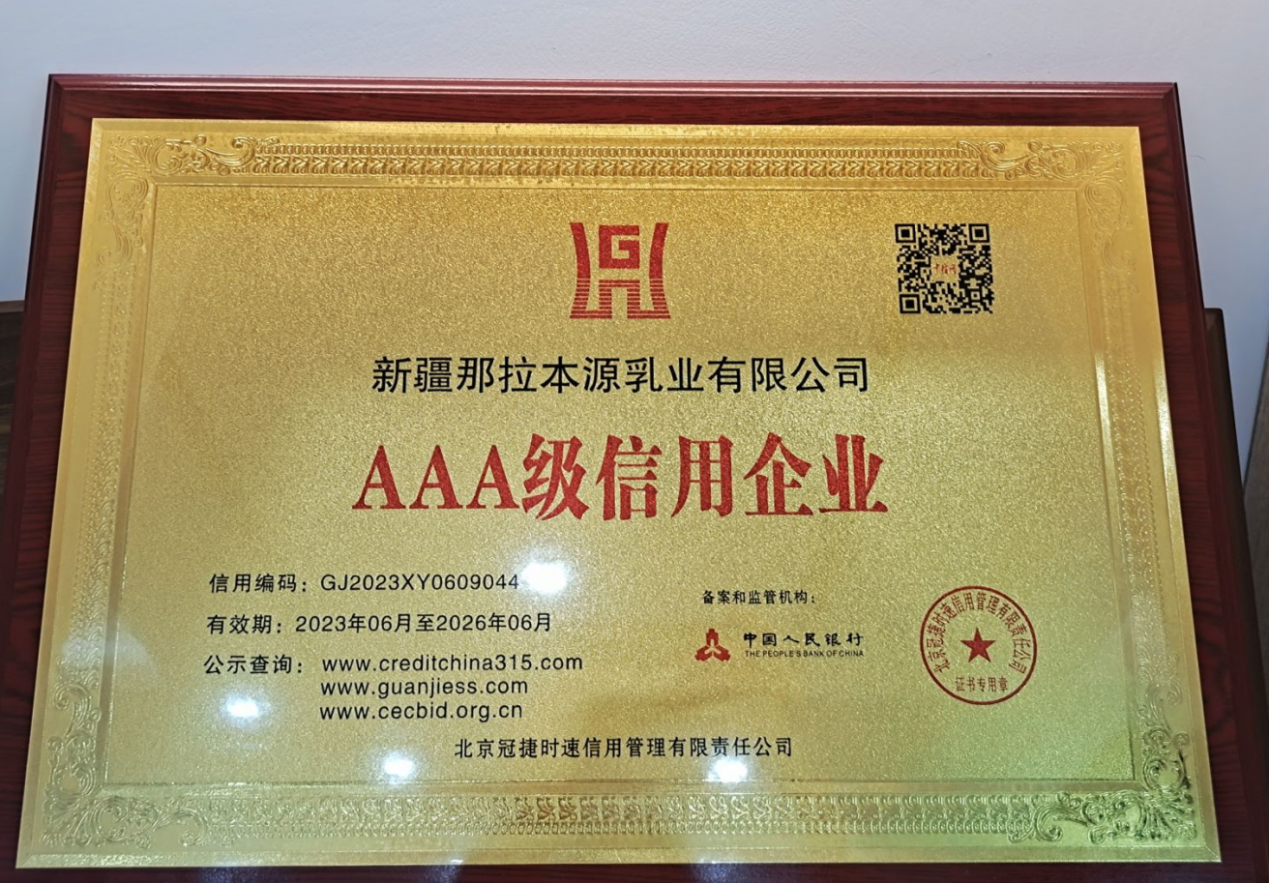 新疆那拉本源乳业有限公司
AAA级信用企业
信用编码：GJ2023XY0609044
有效期：2023年06月至2026年06月
公示查询：www.creditchina315.com
www.guanjiess.com
www.cecbid.org.cn
备案和监管机构：
中国人民银行
THE PEOPLE'S BANK OF CHINA
北京冠捷时速信用管理有限责任公司
证书专用章
北京冠捷时速信用管理有限责任公司